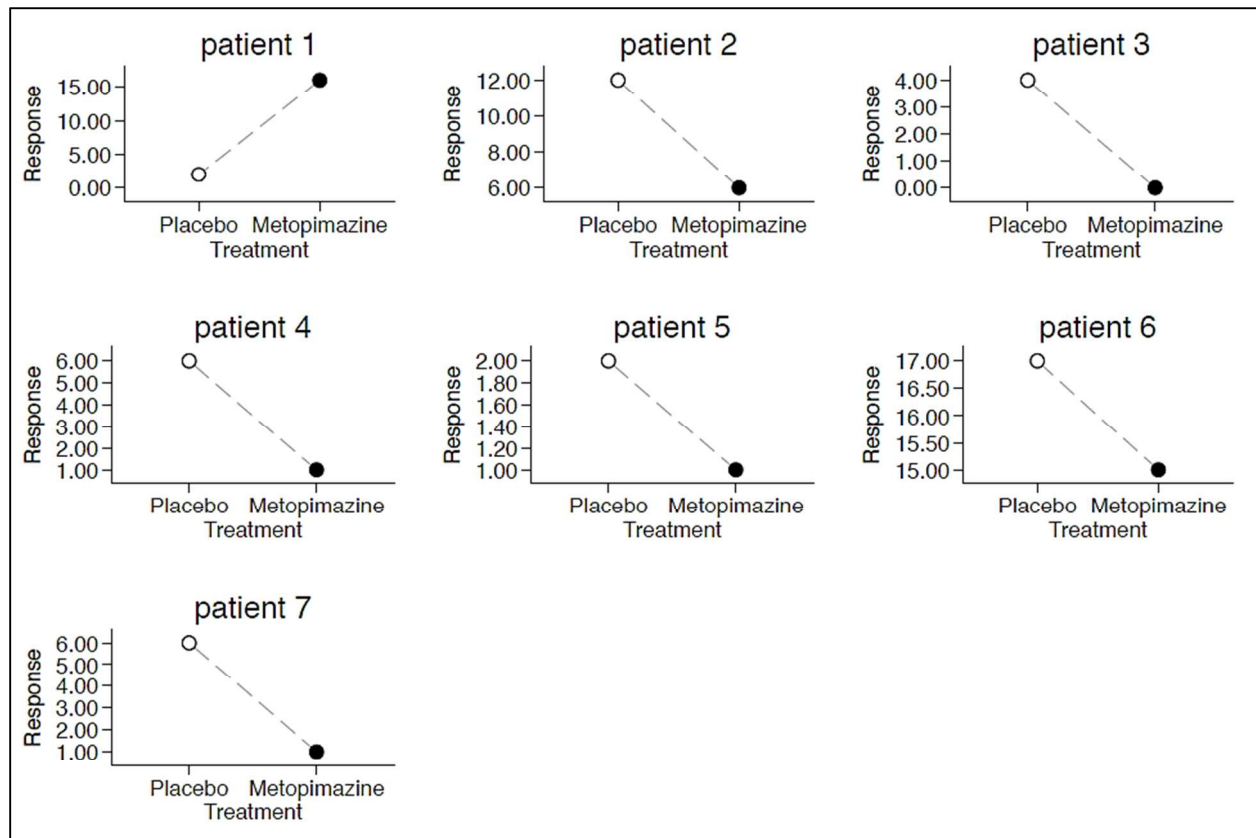 patient 1
Response
15.00
10.00
5.00
0.00
Placebo Metopimazine
Treatment
patient 2
Response
12.00
10.00
8.00
6.00
Placebo Metopimazine
Treatment
patient 3
Response
4.00
3.00
2.00
1.00
0.00
Placebo Metopimazine
Treatment
patient 4
Response
6.00
5.00
4.00
3.00
2.00
1.00
Placebo Metopimazine
Treatment
patient 5
Response
2.00
1.80
1.60
1.40
1.20
1.00
Placebo Metopimazine
Treatment
patient 6
Response
17.00
16.50
16.00
15.50
15.00
Placebo Metopimazine
Treatment
patient 7
Response
6.00
5.00
4.00
3.00
2.00
1.00
Placebo Metopimazine
Treatment